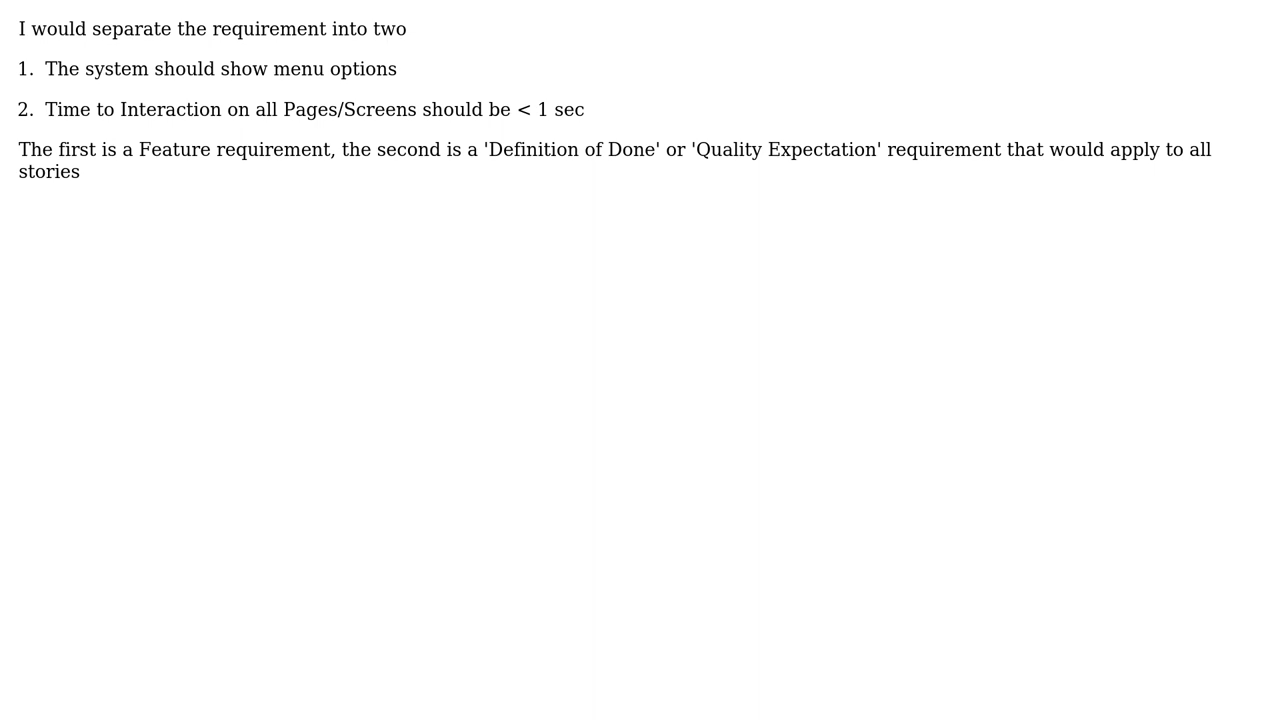 I would separate the requirement into two
1. The system should show menu options
2. Time to Interaction on all Pages/Screens should be < 1 sec
The first is a Feature requirement, the second is a 'Definition of Done' or 'Quality Expectation' requirement that would apply to all
stories